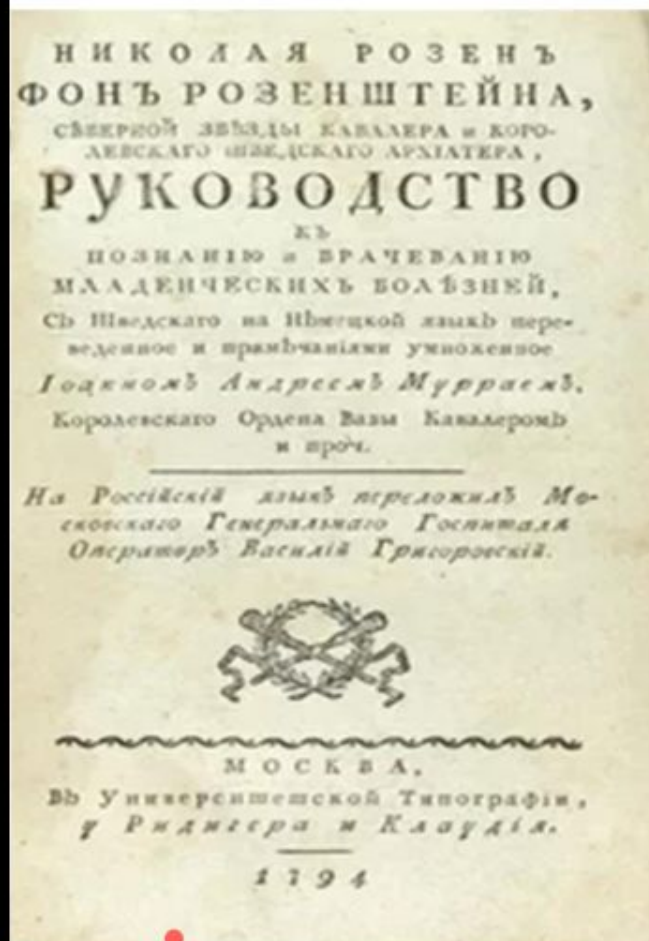 НИКОЛАЯ РОЗЕНЪ
ФОНЪ РОЗЕНШТЕЙНА,
СѢВЕРНОЙ ЗВѢЗДЫ КАВАЛЕРА и КОРО-
ЛЕВСКАГО ШВЕДСКАГО АРХІАТЕРА,
РУКОВОДСТВО
КЪ
ПОЗНАНІЮ и ВРАЧЕВАНІЮ
МЛАДЕНЧЕСКИХЪ БОЛѢЗНЕЙ,
Съ Шведскаго на Нѣмецкой языкъ пере-
веденное и примѣчаніями умноженное
Іоакномъ Андреемъ Мурраемъ,
Королевскаго Ордена Вазы Кавалеромъ
и проч.
На Россійскій языкъ переложилъ Мо-
сковскаго Генеральнаго Госпиталя
Операторъ Василій Григоровскій.
МОСКВА,
Въ Университетской Типографіи,
у Ридигера и Клаудія.
1794